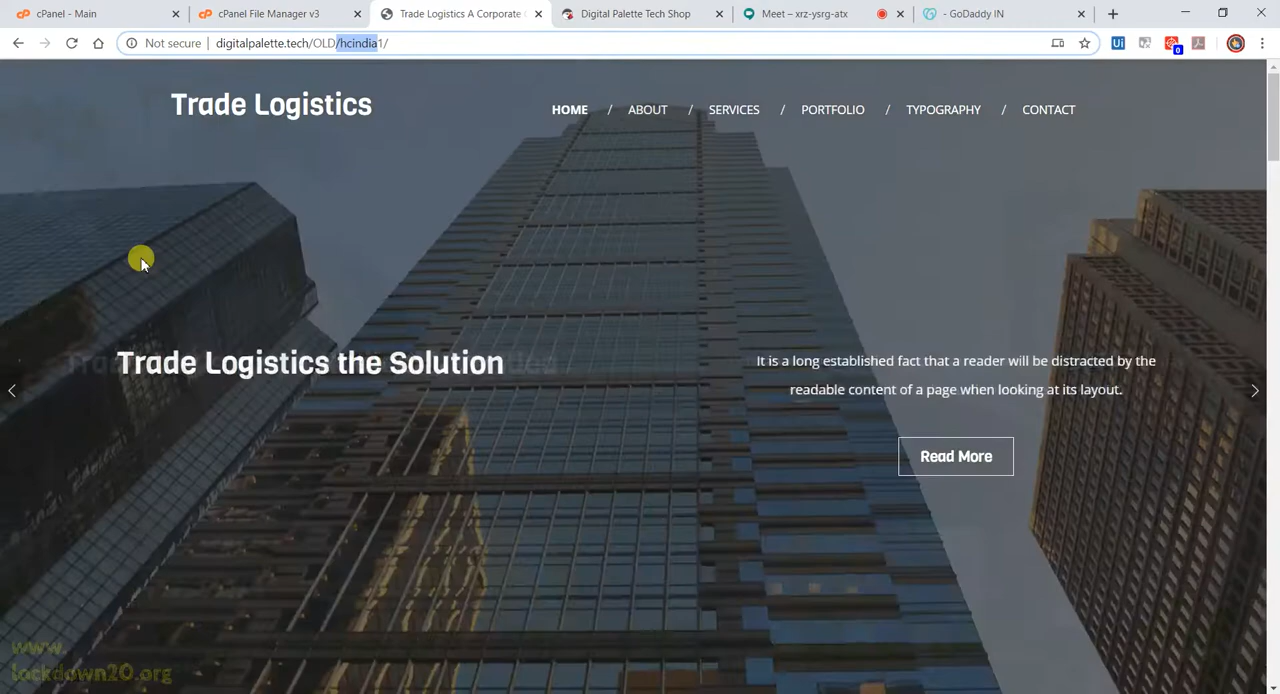 cPanel - Main
cPanel File Manager v3
Trade Logistics A Corporate
Digital Palette Tech Shop
Meet – xrz-ysrg-atx
- GoDaddy IN
Not secure
digitalpalette.tech/OLD/hcindia1/
Ui
0
Trade Logistics
HOME / ABOUT / SERVICES / PORTFOLIO / TYPOGRAPHY / CONTACT
Trade Logistics the Solution
It is a long established fact that a reader will be distracted by the
readable content of a page when looking at its layout.
Read More
www.
lockdown20.org